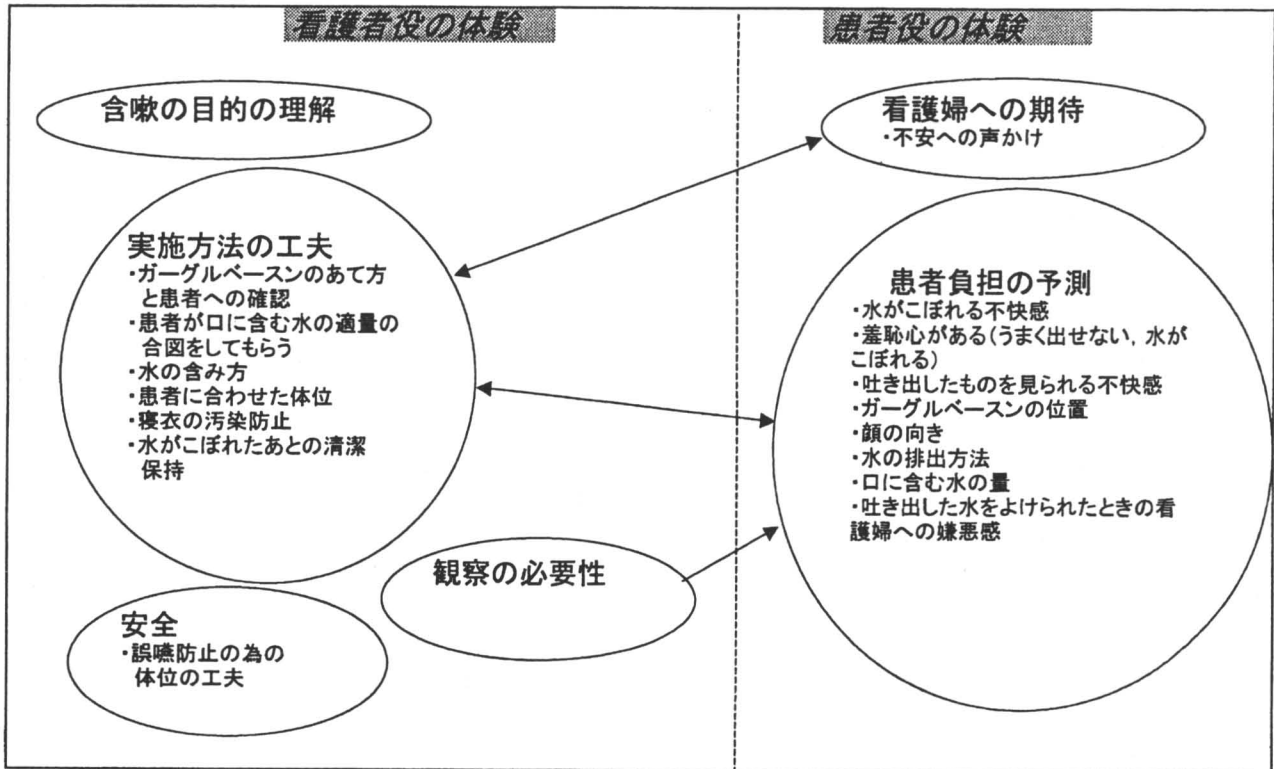 看護者役の体験
患者役の体験
含嗽の目的の理解
実施方法の工夫
・ガーグルベースンのあて方
と患者への確認
・患者が口に含む水の適量の
合図をしてもらう
・水の含み方
・患者に合わせた体位
・寝衣の汚染防止
・水がこぼれたあとの清潔
保持
観察の必要性
安全
・誤嚥防止の為の
体位の工夫
看護婦への期待
・不安への声かけ
患者負担の予測
・水がこぼれる不快感
・羞恥心がある(うまく出せない, 水が
こぼれる)
・吐き出したものを見られる不快感
・ガーグルベースンの位置
・顔の向き
・水の排出方法
・口に含む水の量
・吐き出した水をよけられたときの看
護婦への嫌悪感